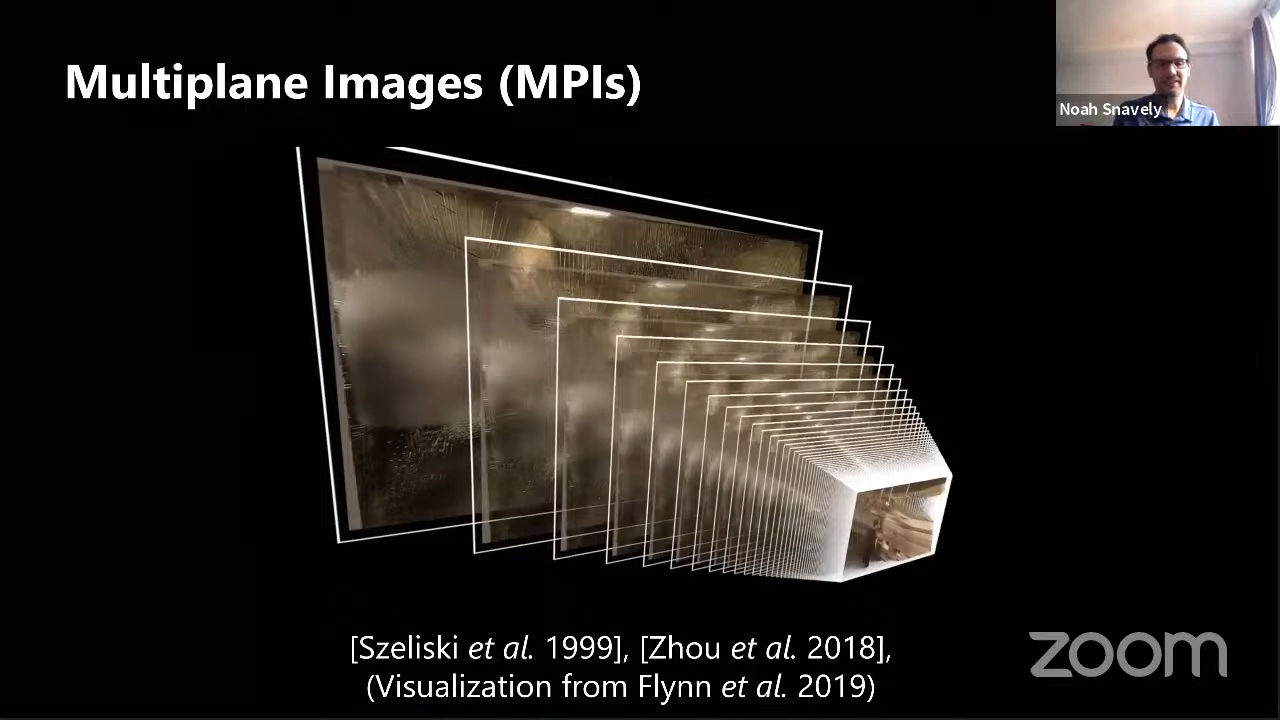 Multiplane Images (MPIs)
Noah Snavely
[Szeliski et al. 1999], [Zhou et al. 2018],
(Visualization from Flynn et al. 2019)
zoom